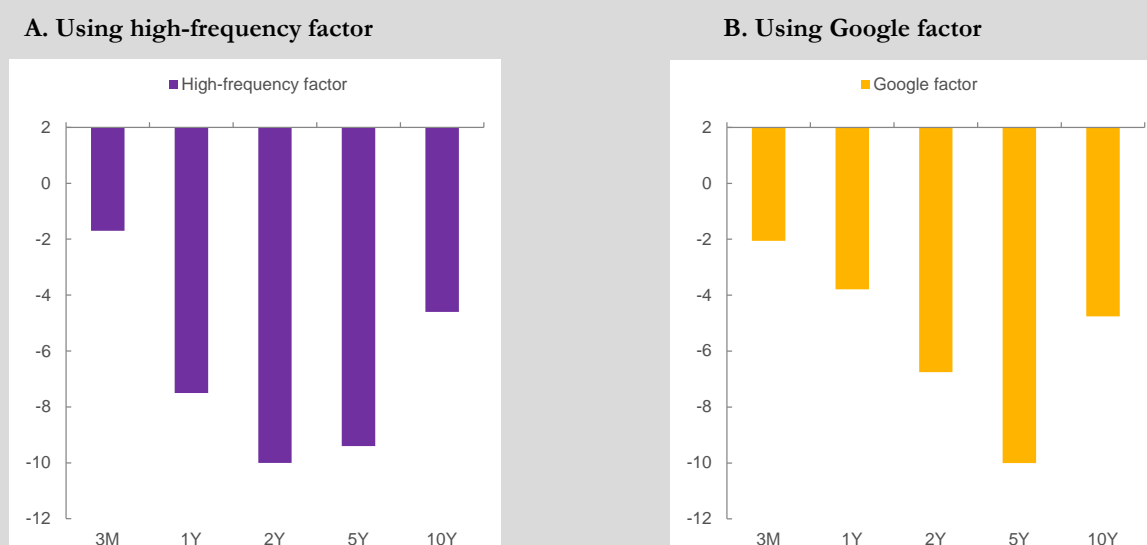 A. Using high-frequency factor
High-frequency factor
2
0
-2
-4
-6
-8
-10
-12
3M 1Y 2Y 5Y 10Y
B. Using Google factor
Google factor
2
0
-2
-4
-6
-8
-10
-12
3M 1Y 2Y 5Y 10Y